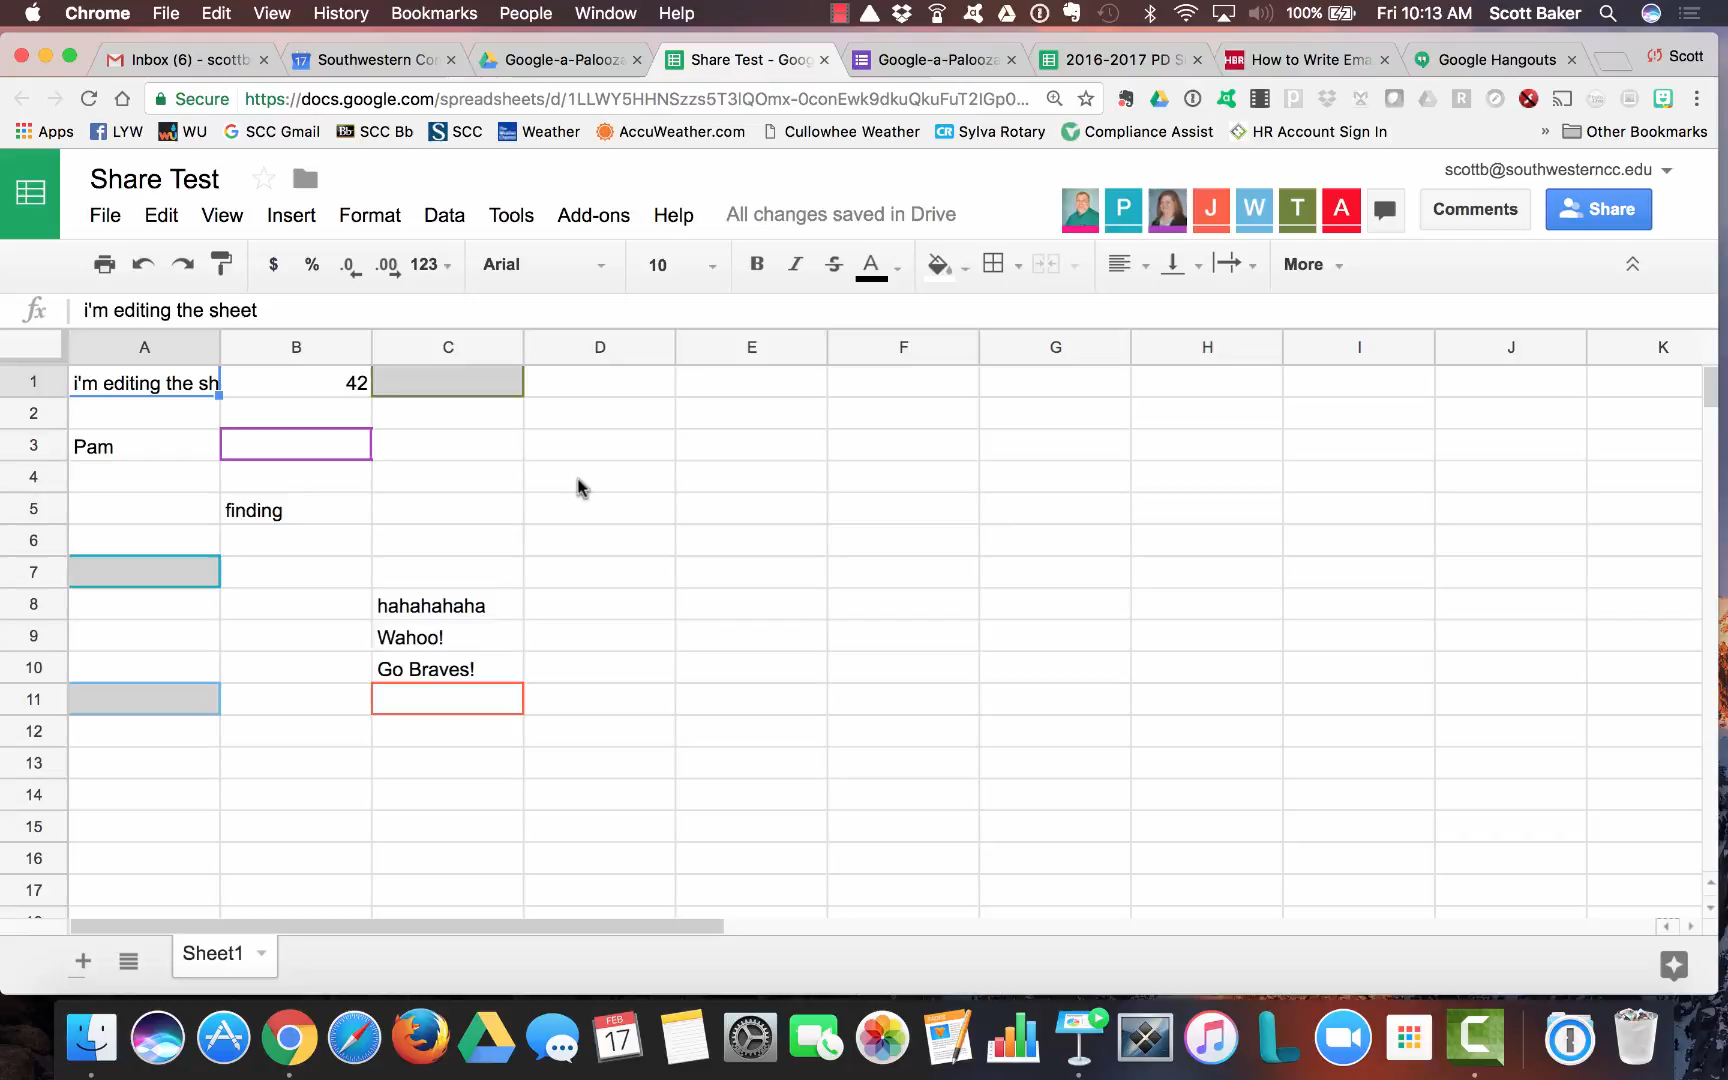 Chrome File Edit View History Bookmarks People Window Help 100% Fri 10:13 AM Scott Baker
Inbox (6) - scottb 17 Southwestern Co Google-a-Palooza Share Test - Goog Google-a-Palooza 2016-2017 PD S HBR How to Write Ema Google Hangouts Scott
Secure https://docs.google.com/spreadsheets/d/1LLWY5HHNSzzs5T3lQOmx-0conEwk9dkuQkuFuT2lGp0...
Apps LYW WU SCC Gmail Bb SCC Bb SCC Weather AccuWeather.com Cullowhee Weather CR Sylva Rotary Compliance Assist HR Account Sign In » Other Bookmarks
Share Test
scottb@southwesterncc.edu
File Edit View Insert Format Data Tools Add-ons Help All changes saved in Drive P J W T A Comments Share
$ % .0 .00 123 Arial 10 B I S A More
fx i'm editing the sheet
A B C D E F G H I J K
1 i'm editing the sh 42
2
3 Pam
4
5 finding
6
7
8 hahahahaha
9 Wahoo!
10 Go Braves!
11
12
13
14
15
16
17
Sheet1
FEB
17